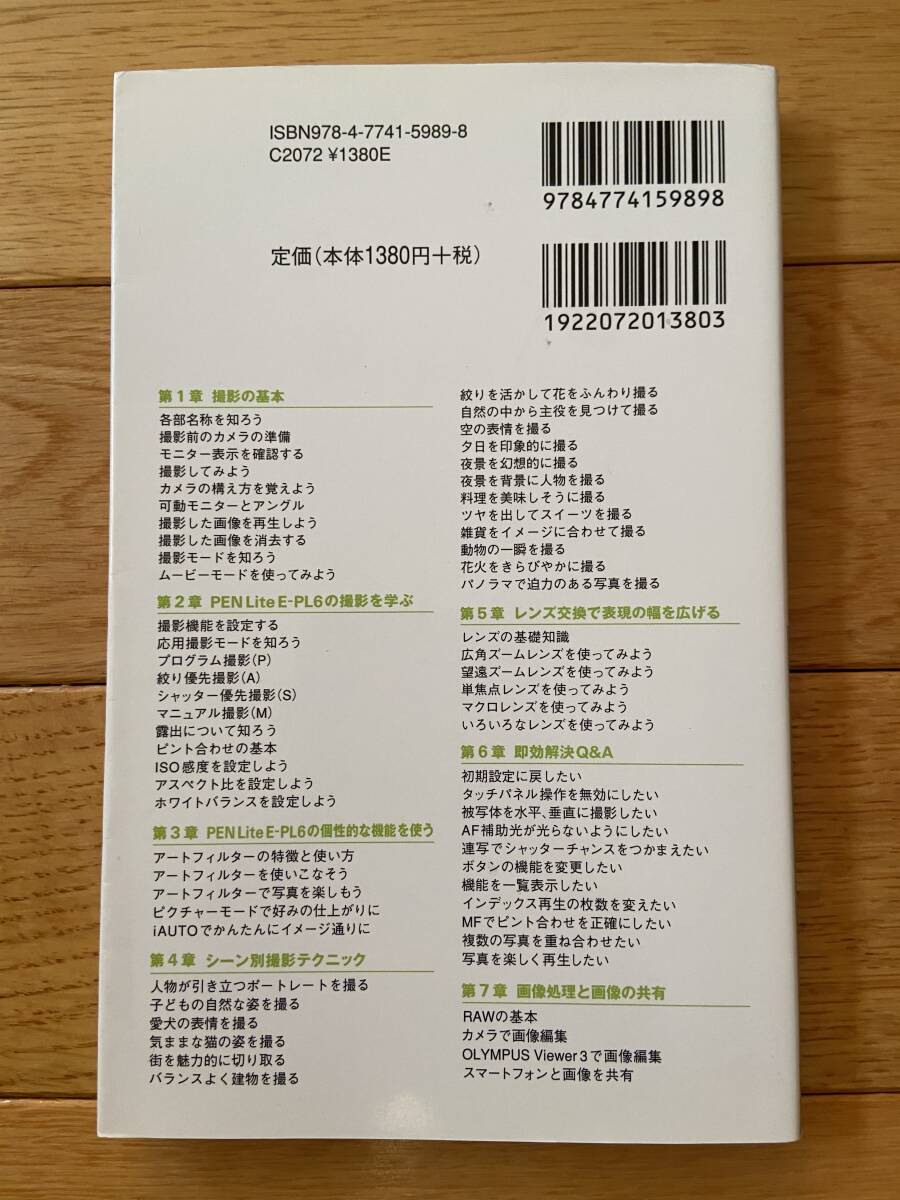 ISBN978-4-7741-5989-8
C2072 ¥1380E
9784774159898
定価(本体1380円+税)
1922072013803
第1章 撮影の基本
各部名称を知ろう
撮影前のカメラの準備
モニター表示を確認する
撮影してみよう
カメラの構え方を覚えよう
可動モニターとアングル
撮影した画像を再生しよう
撮影した画像を消去する
撮影モードを知ろう
ムービーモードを使ってみよう
第2章 PEN Lite E-PL6の撮影を学ぶ
撮影機能を設定する
応用撮影モードを知ろう
プログラム撮影(P)
絞り優先撮影(A)
シャッター優先撮影(S)
マニュアル撮影(M)
露出について知ろう
ピント合わせの基本
ISO感度を設定しよう
アスペクト比を設定しよう
ホワイトバランスを設定しよう
第3章 PEN Lite E-PL6の個性的な機能を使う
アートフィルターの特徴と使い方
アートフィルターを使いこなそう
アートフィルターで写真を楽しもう
ピクチャーモードで好みの仕上がりに
iAUTOでかんたんにイメージ通りに
第4章 シーン別撮影テクニック
人物が引き立つポートレートを撮る
子どもの自然な姿を撮る
愛犬の表情を撮る
気ままな猫の姿を撮る
街を魅力的に切り取る
バランスよく建物を撮る
絞りを活かして花をふんわり撮る
自然の中から主役を見つけて撮る
空の表情を撮る
夕日を印象的に撮る
夜景を幻想的に撮る
夜景を背景に人物を撮る
料理を美味しそうに撮る
ツヤを出してスイーツを撮る
雑貨をイメージに合わせて撮る
動物の一瞬を撮る
花火をきらびやかに撮る
パノラマで迫力のある写真を撮る
第5章 レンズ交換で表現の幅を広げる
レンズの基礎知識
広角ズームレンズを使ってみよう
望遠ズームレンズを使ってみよう
単焦点レンズを使ってみよう
マクロレンズを使ってみよう
いろいろなレンズを使ってみよう
第6章 即効解決Q&A
初期設定に戻したい
タッチパネル操作を無効にしたい
被写体を水平、垂直に撮影したい
AF補助光が光らないようにしたい
連写でシャッターチャンスをつかまえたい
ボタンの機能を変更したい
機能を一覧表示したい
インデックス再生の枚数を変えたい
MFでピント合わせを正確にしたい
複数の写真を重ね合わせたい
写真を楽しく再生したい
第7章 画像処理と画像の共有
RAWの基本
カメラで画像編集
OLYMPUS Viewer 3で画像編集
スマートフォンと画像を共有